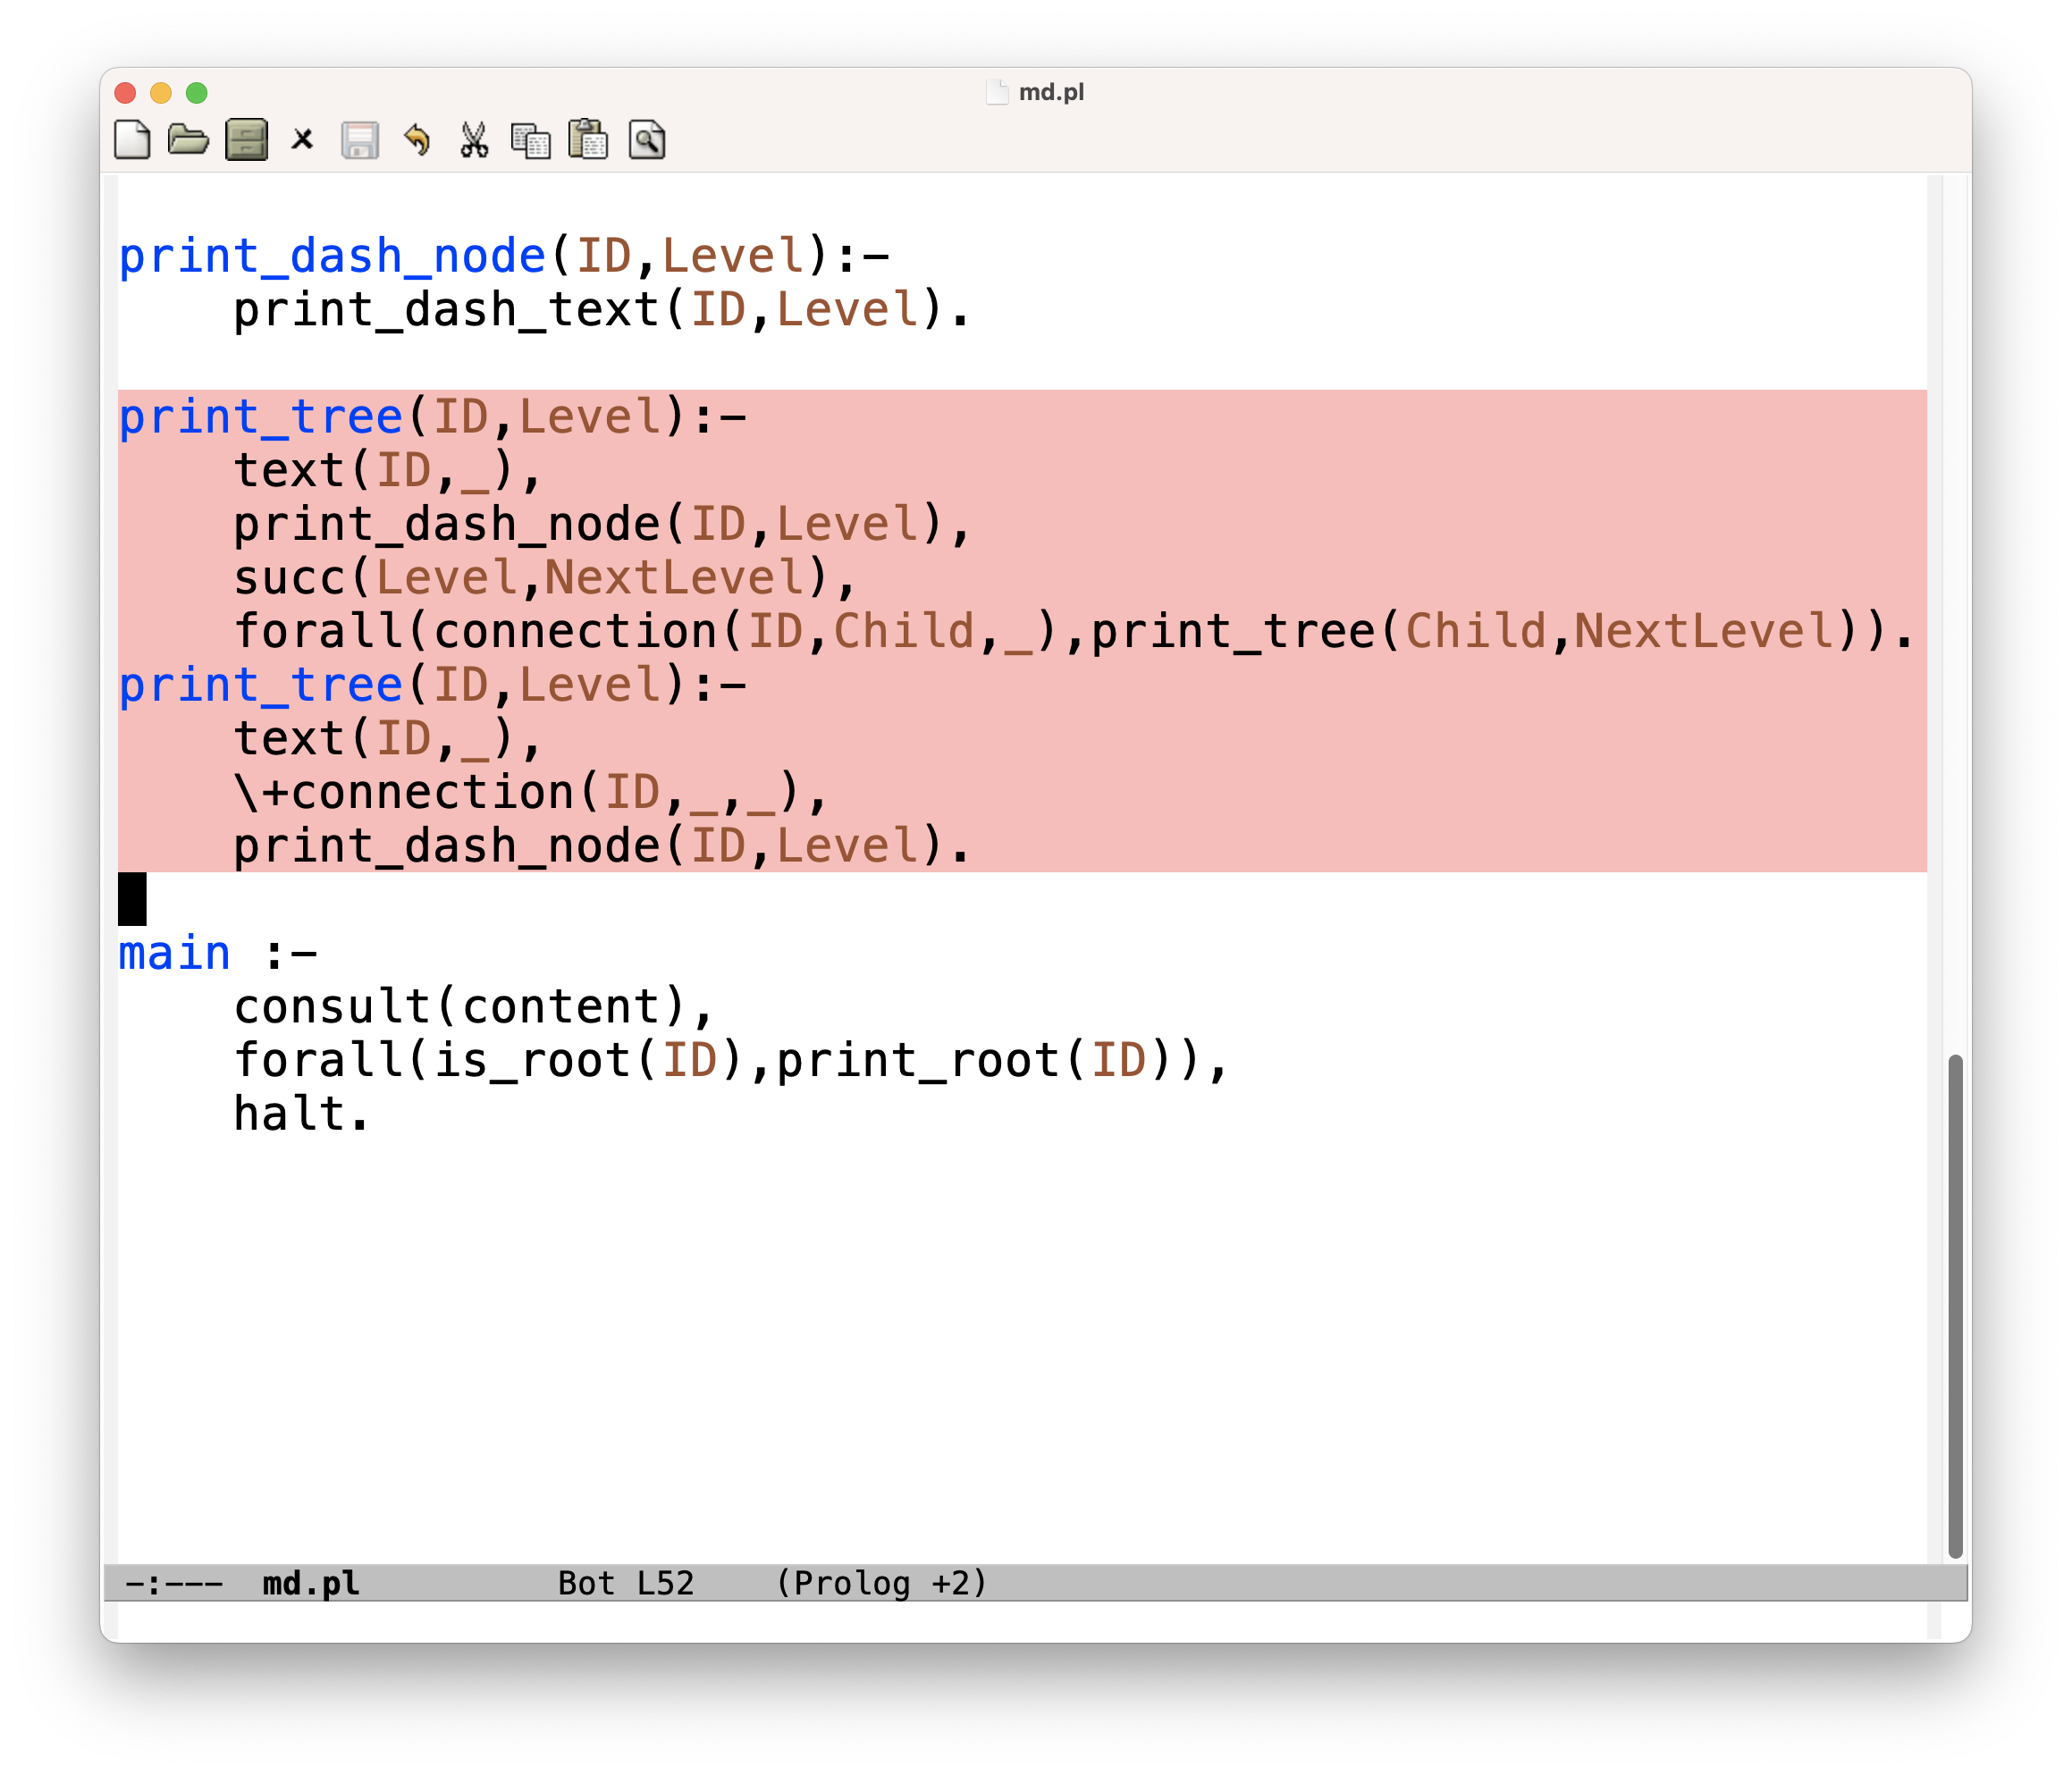 md.pl
print_dash_node(ID,Level):-
    print_dash_text(ID,Level).
print_tree(ID,Level):-
    text(ID,_),
    print_dash_node(ID,Level),
    succ(Level,NextLevel),
    forall(connection(ID,Child,_),print_tree(Child,NextLevel)).
print_tree(ID,Level):-
    text(ID,_),
    \+connection(ID,_,_),
    print_dash_node(ID,Level).
main :-
    consult(content),
    forall(is_root(ID),print_root(ID)),
    halt.
-:---  md.pl          Bot L52    (Prolog +2)